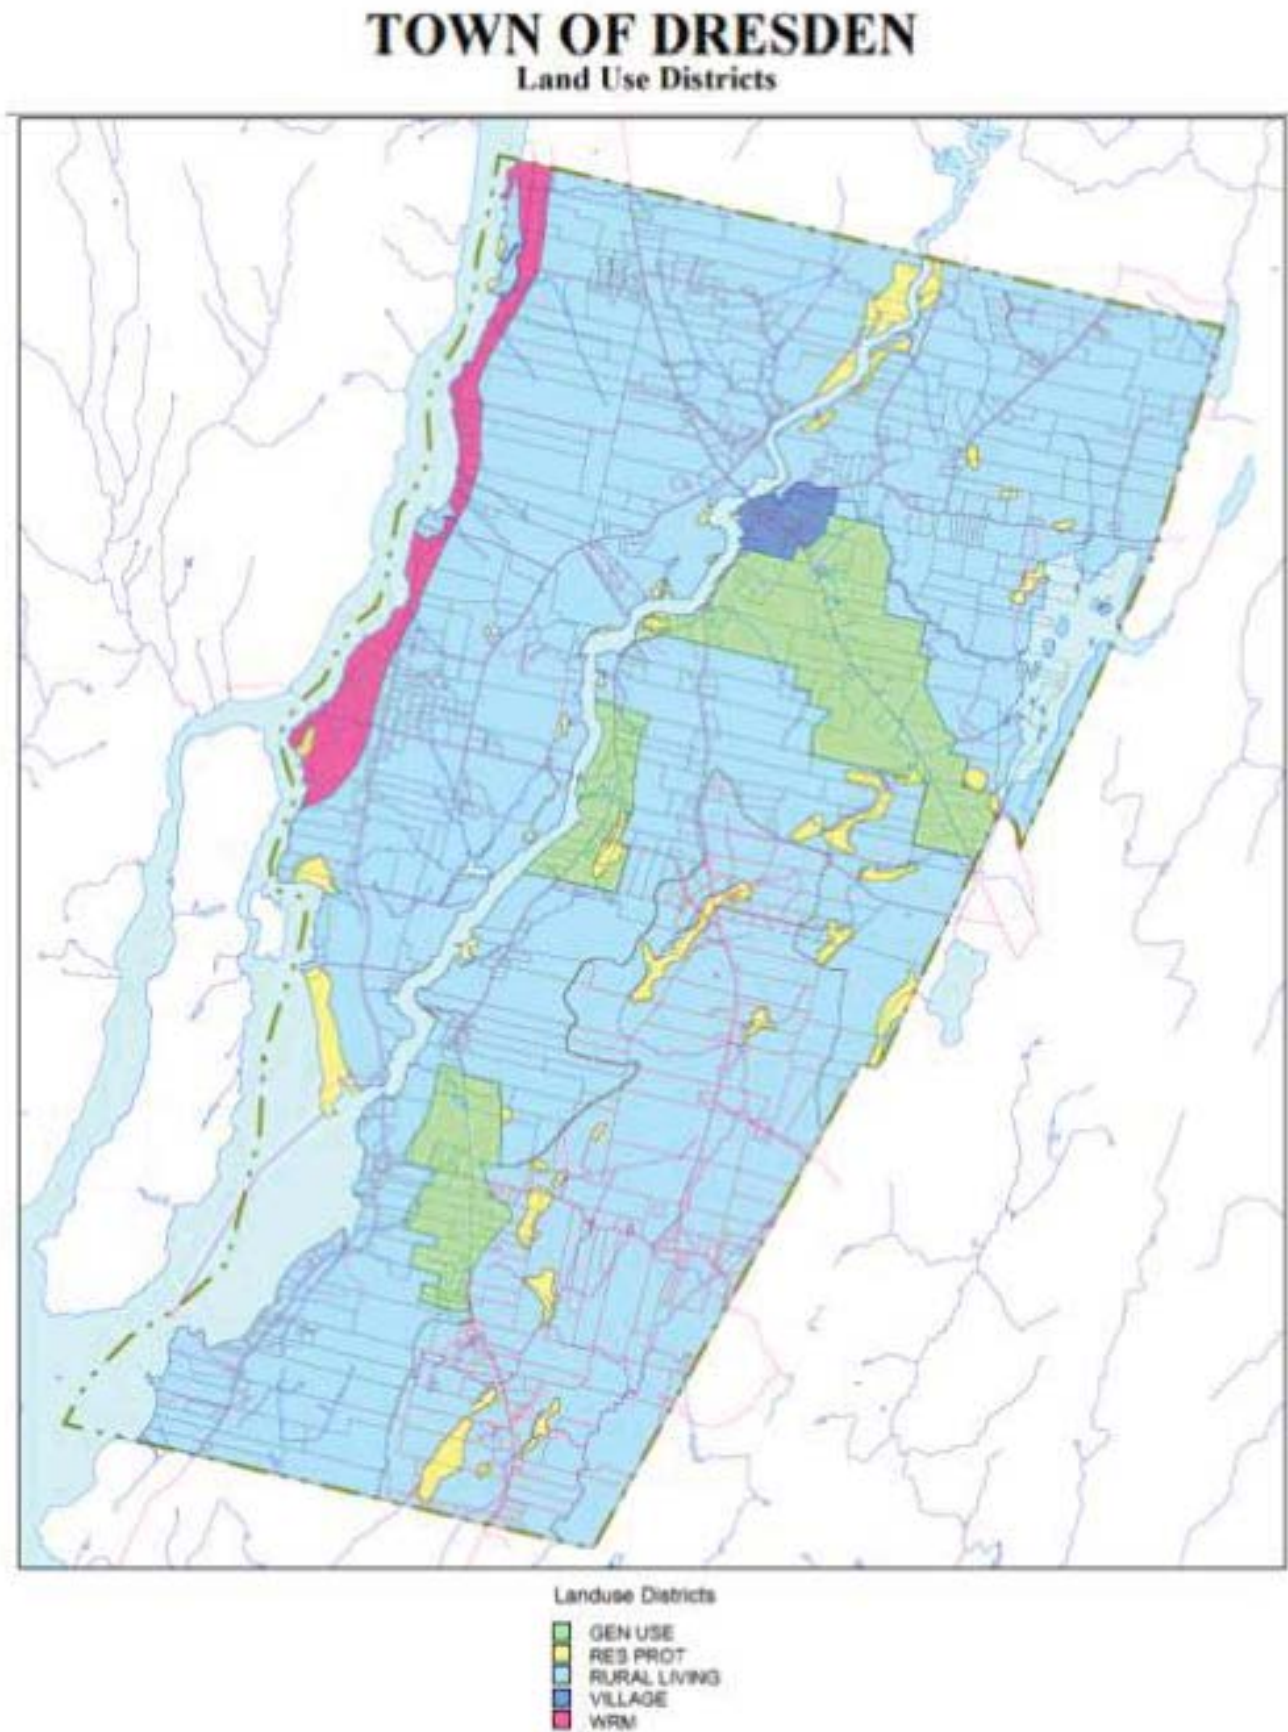 TOWN OF DRESDEN
Land Use Districts
Landuse Districts
GEN USE
RES PROT
RURAL LIVING
VILLAGE
WRM